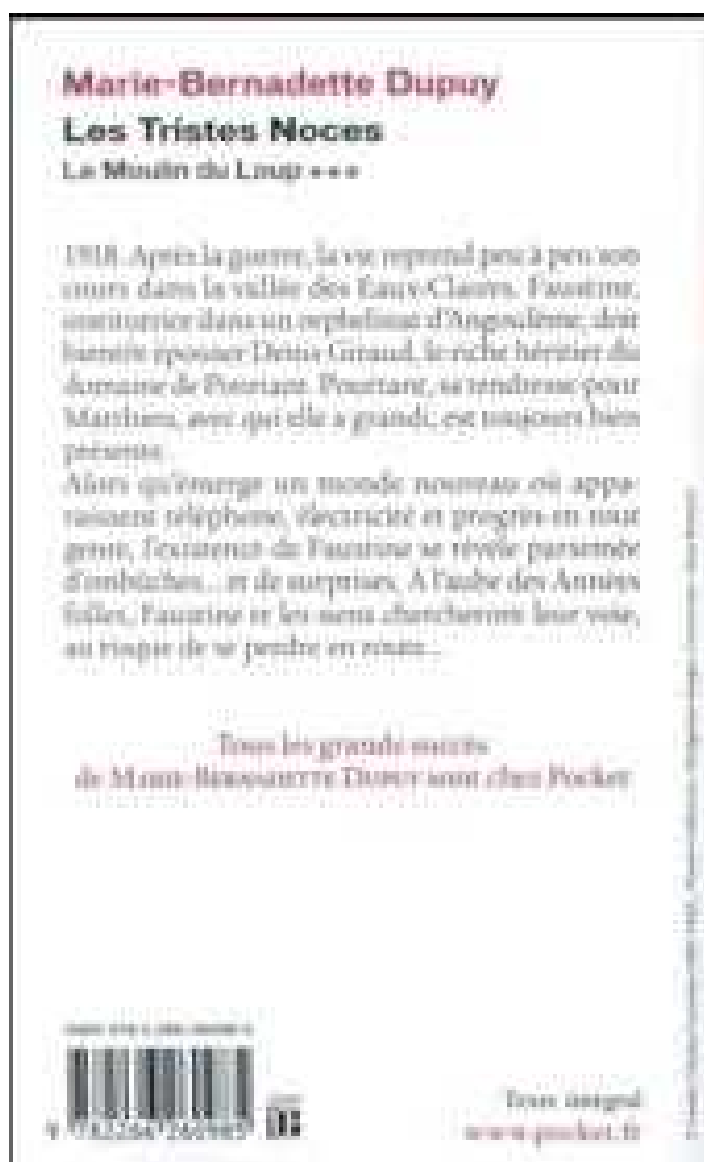 Marie-Bernadette Dupuy
Les Tristes Noces
Le Moulin du Loup ***
1918. Après la guerre, la vie reprend peu à peu son
cours dans la vallée des Eaux-Claires. Faustine,
institutrice dans un orphelinat d'Angoulême, doit
bientôt épouser Denis Giraud, le riche héritier du
domaine de Ponriant. Pourtant, sa tendresse pour
Matthieu, avec qui elle a grandi, est toujours bien
présente.
Alors qu'émerge un monde nouveau où appa-
raissent téléphone, électricité et progrès en tout
genre, l'existence de Faustine se révèle parsemée
d'embûches... et de surprises. À l'aube des Années
folles, Faustine et les siens chercheront leur voie,
au risque de se perdre en route...
Tous les grands succès
de Marie-Bernadette Dupuy sont chez Pocket
Texte intégral
www.pocket.fr